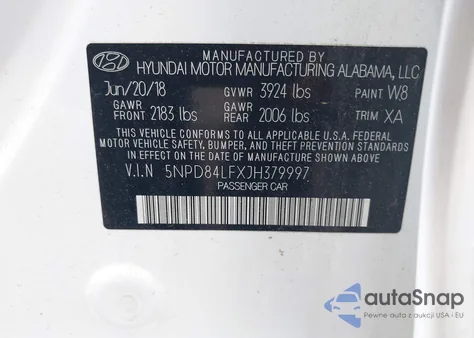 MANUFACTURED BY
HYUNDAI MOTOR MANUFACTURING ALABAMA, LLC
Jun/20/18 GVWR 3924 lbs PAINT W8
GAWR FRONT 2183 lbs GAWR REAR 2006 lbs TRIM XA
THIS VEHICLE CONFORMS TO ALL APPLICABLE U.S.A. FEDERAL
MOTOR VEHICLE SAFETY, BUMPER, AND THEFT PREVENTION
STANDARDS IN EFFECT ON THE DATE OF MANUFACTURE SHOWN ABOVE.
V.I.N 5NPD84LFXJH379997
PASSENGER CAR
autoSnap
Pewne auta z aukcji USA i EU